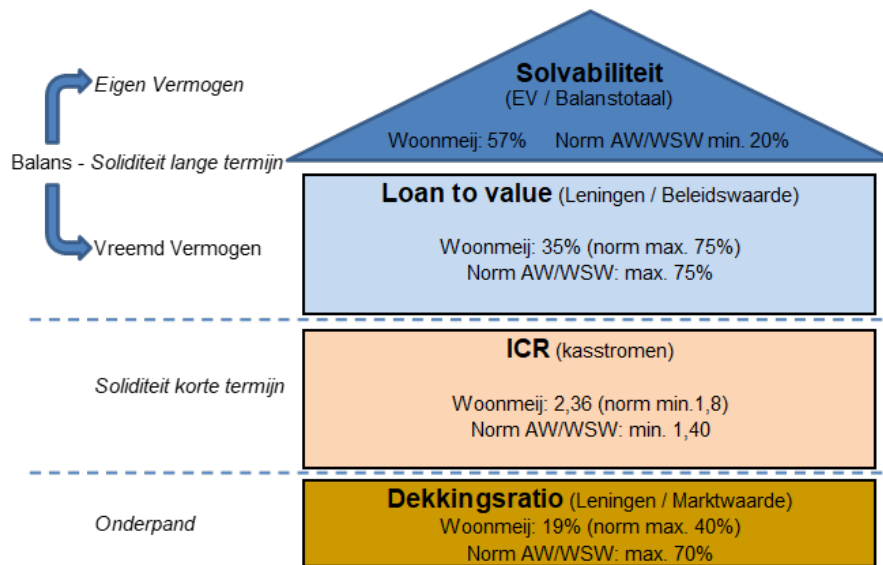 Solvabiliteit
(EV / Balanstotaal)
Eigen Vermogen
Woonmeij: 57% Norm AW/WSW min. 20%
Balans - Soliditeit lange termijn
Loan to value (Leningen / Beleidswaarde)
Vreemd Vermogen
Woonmeij: 35% (norm max. 75%)
Norm AW/WSW: max. 75%
ICR (kasstromen)
Soliditeit korte termijn
Woonmeij: 2,36 (norm min.1,8)
Norm AW/WSW: min. 1,40
Dekkingsratio (Leningen / Marktwaarde)
Onderpand
Woonmeij: 19% (norm max. 40%)
Norm AW/WSW: max. 70%